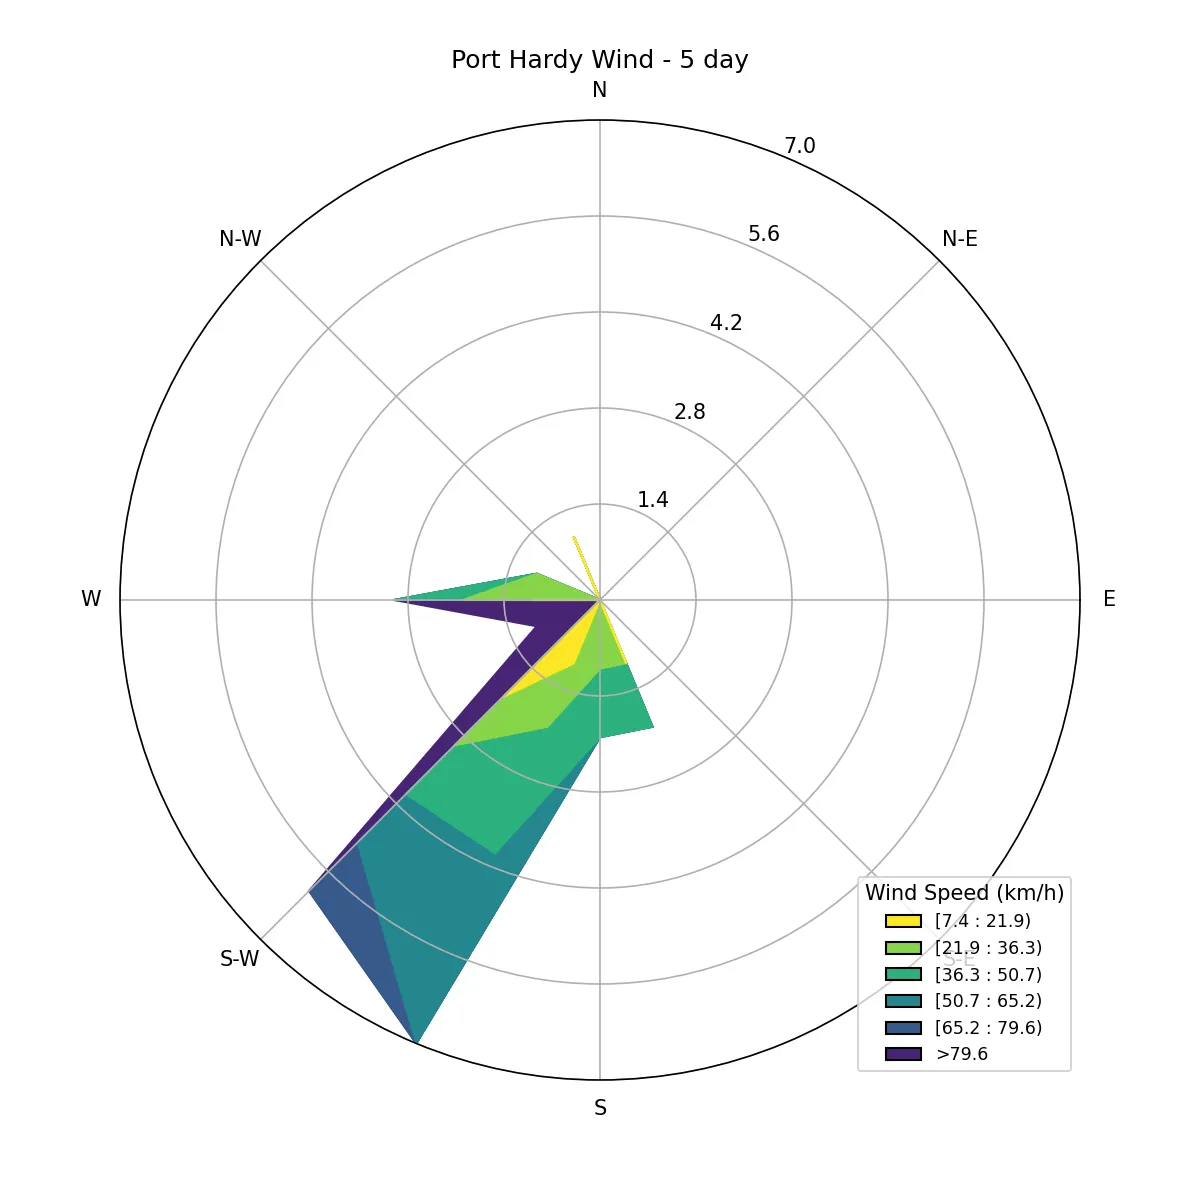 Port Hardy Wind - 5 day
N
7.0
5.6
N-W
N-E
4.2
2.8
1.4
W
E
Wind Speed (km/h)
[7.4 : 21.9)
[21.9 : 36.3)
S-W
S-E
[36.3 : 50.7)
[50.7 : 65.2)
[65.2 : 79.6)
>79.6
S